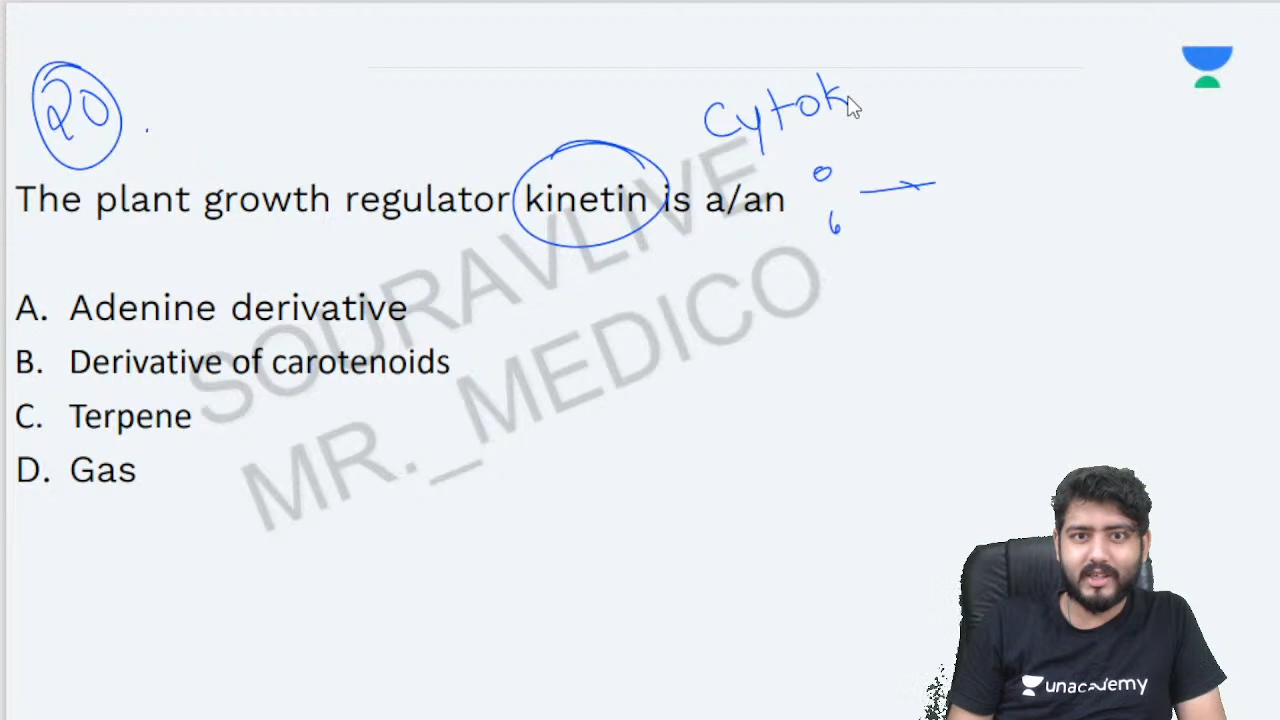 20.
Cytok
The plant growth regulator kinetin is a/an
6
A. Adenine derivative
B. Derivative of carotenoids
C. Terpene
D. Gas
SOURAVLIVE
MR._MEDICO
unacademy